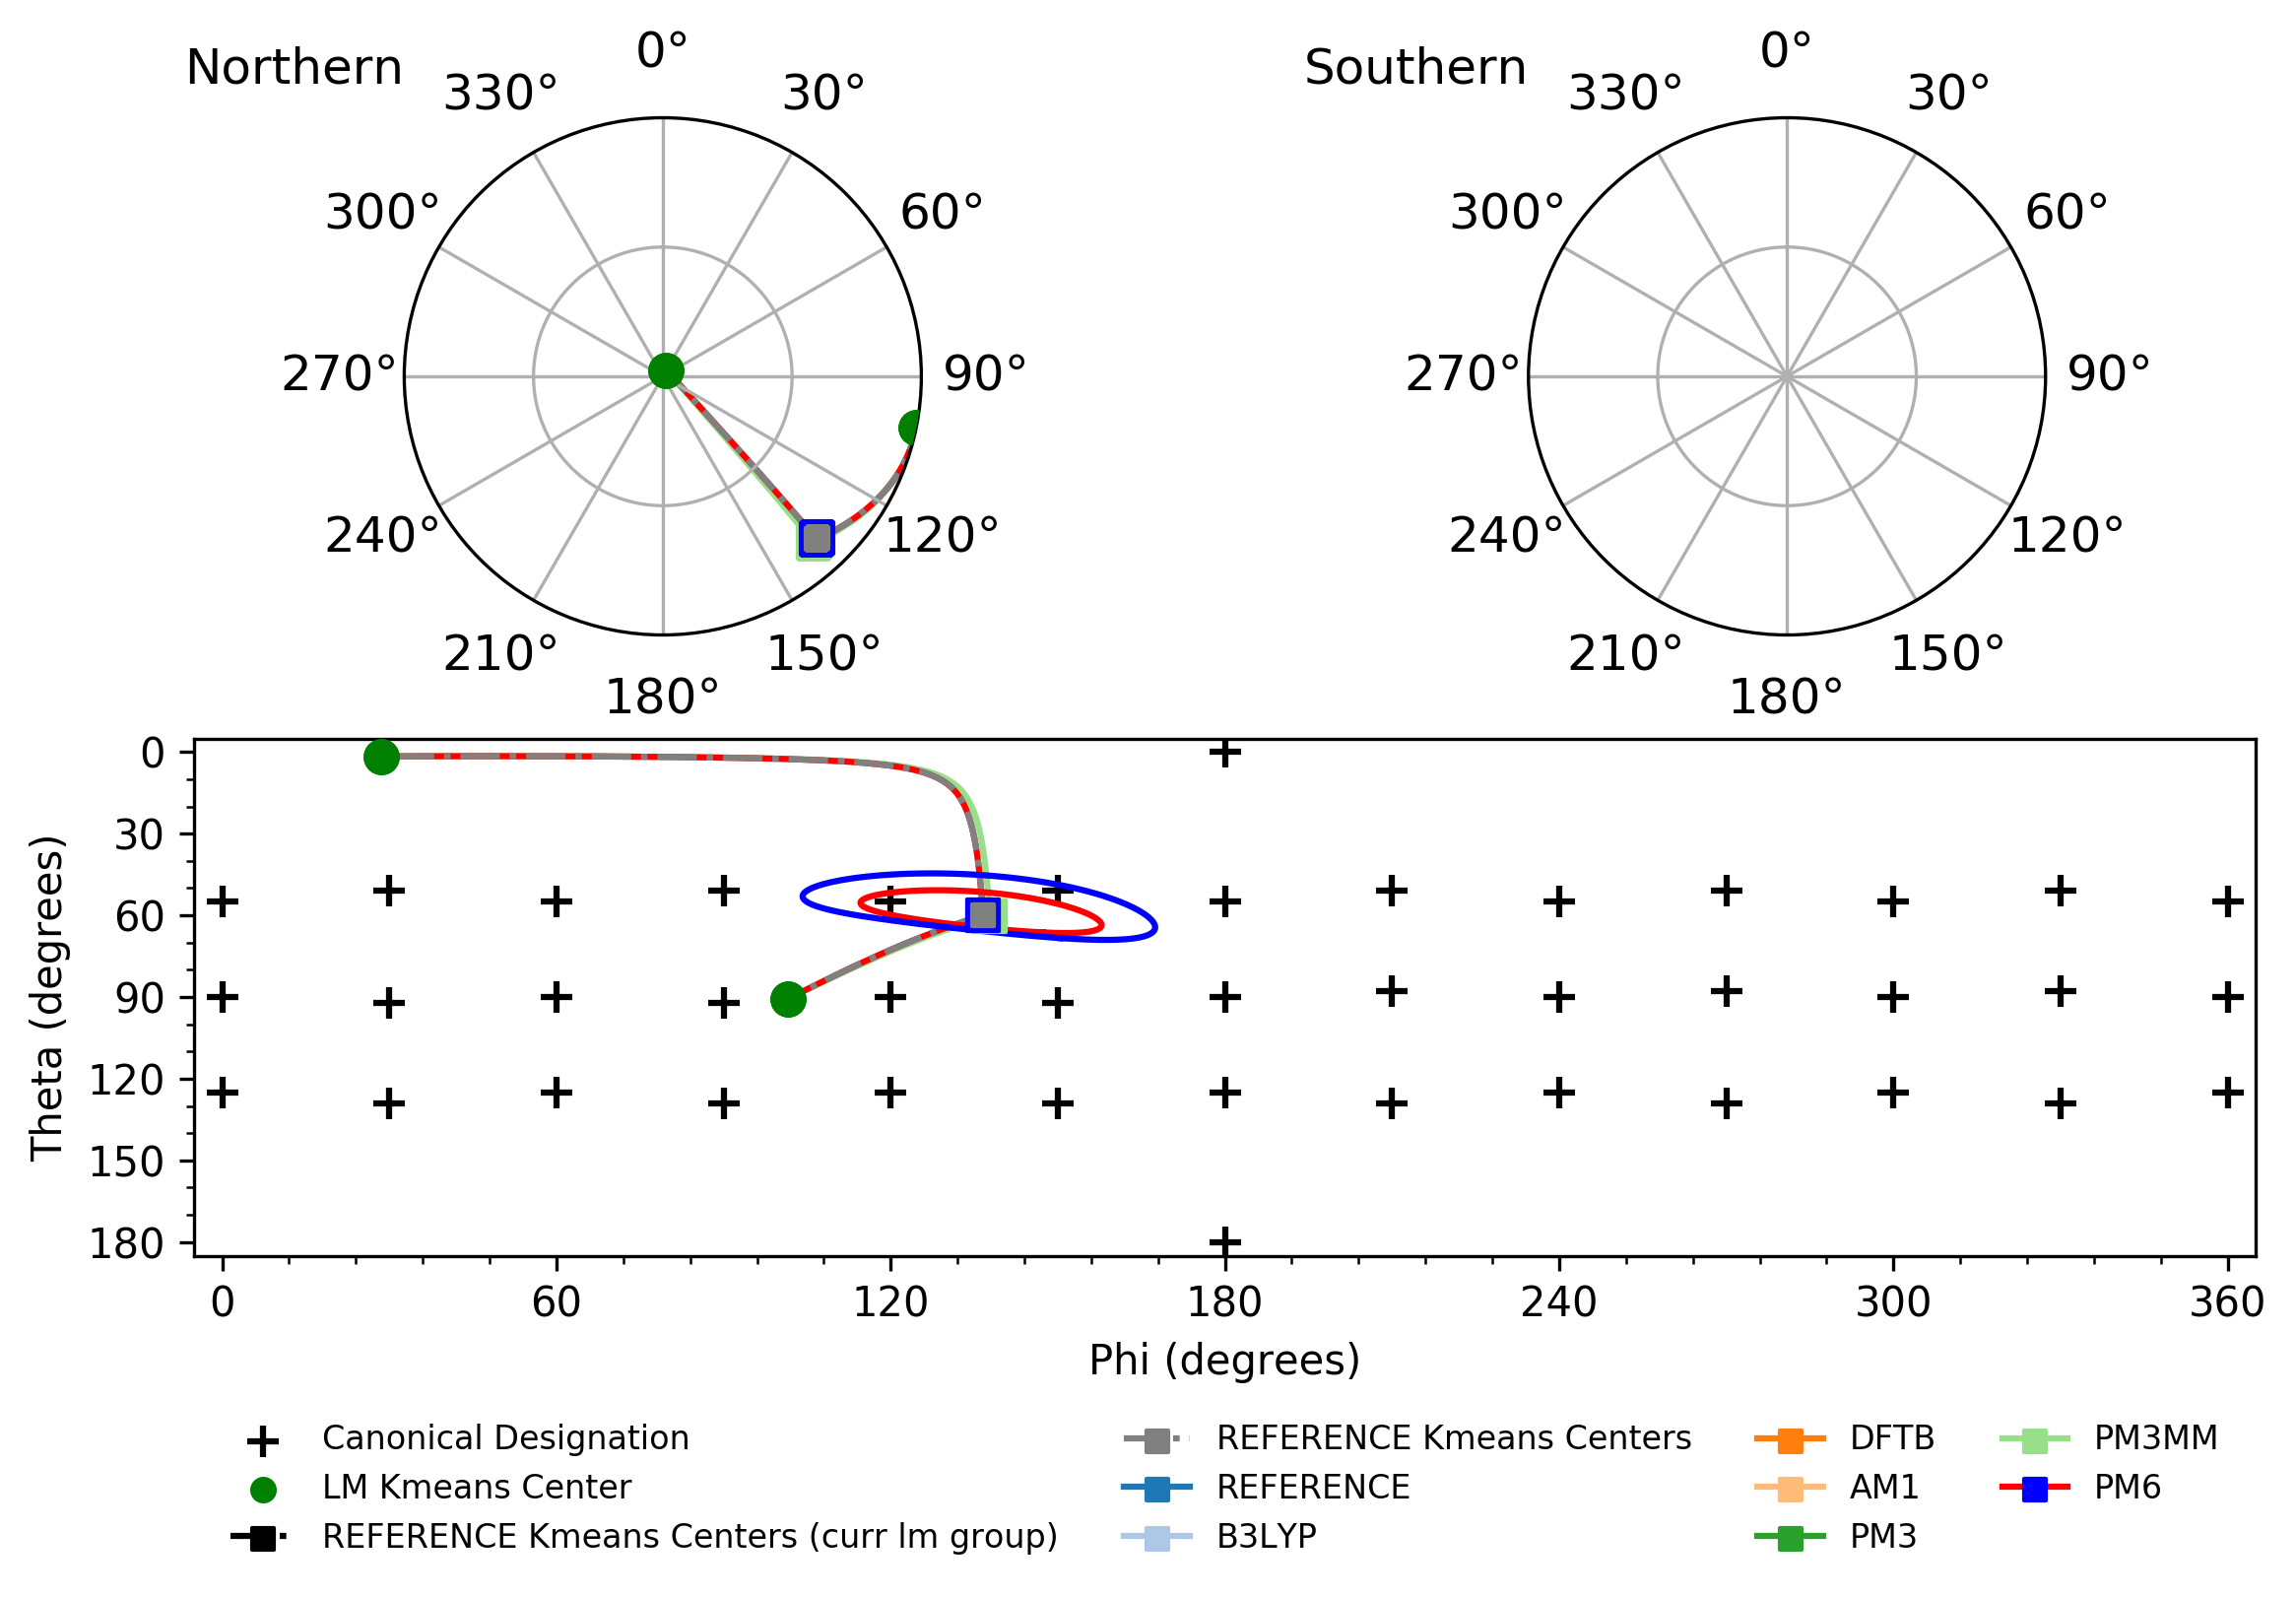 Northern
0°
30°
60°
90°
120°
150°
180°
210°
240°
270°
300°
330°
Southern
0°
30°
60°
90°
120°
150°
180°
210°
240°
270°
300°
330°
Theta (degrees)
0
30
60
90
120
150
180
0 60 120 180 240 300 360
Phi (degrees)
Canonical Designation
LM Kmeans Center
REFERENCE Kmeans Centers (curr lm group)
REFERENCE Kmeans Centers
REFERENCE
B3LYP
DFTB
AM1
PM3
PM3MM
PM6